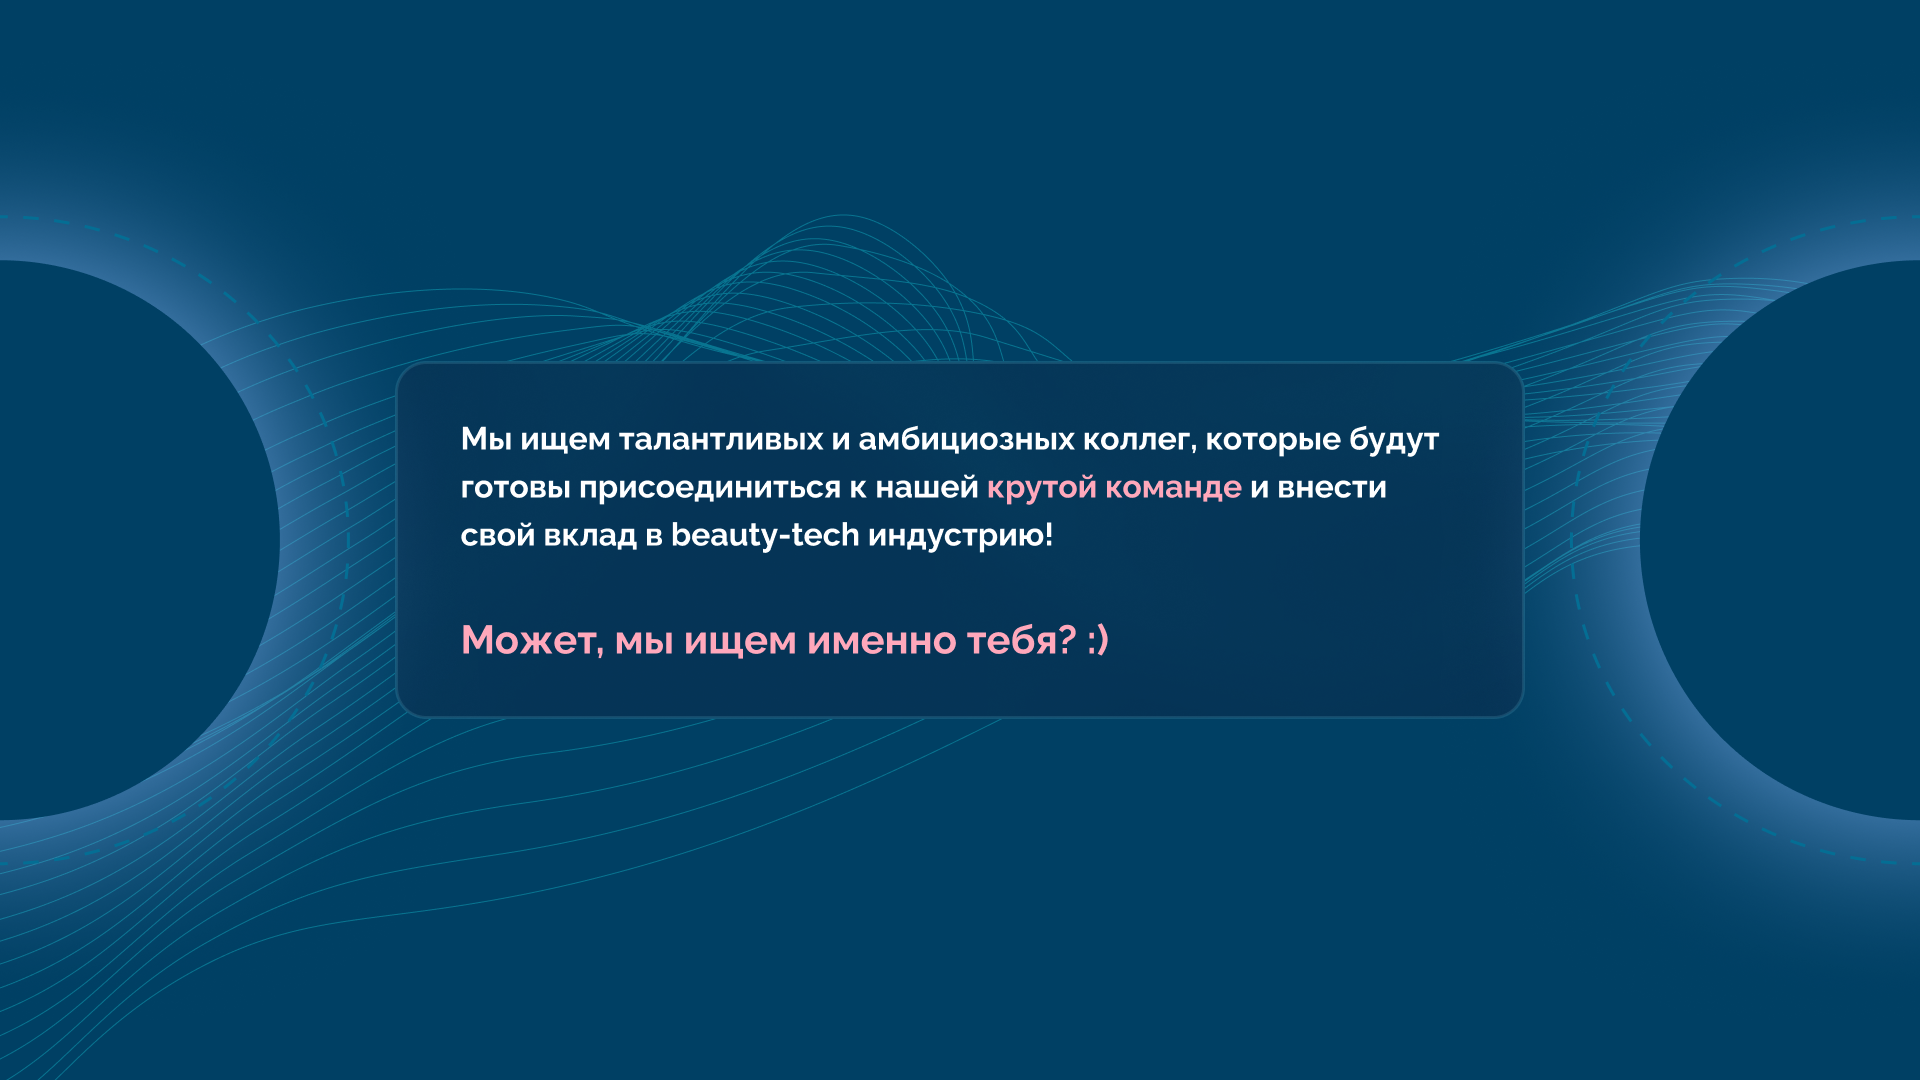 Мы ищем талантливых и амбициозных коллег, которые будут
готовы присоединиться к нашей крутой команде и внести
свой вклад в beauty-tech индустрию!
Может, мы ищем именно тебя? :)